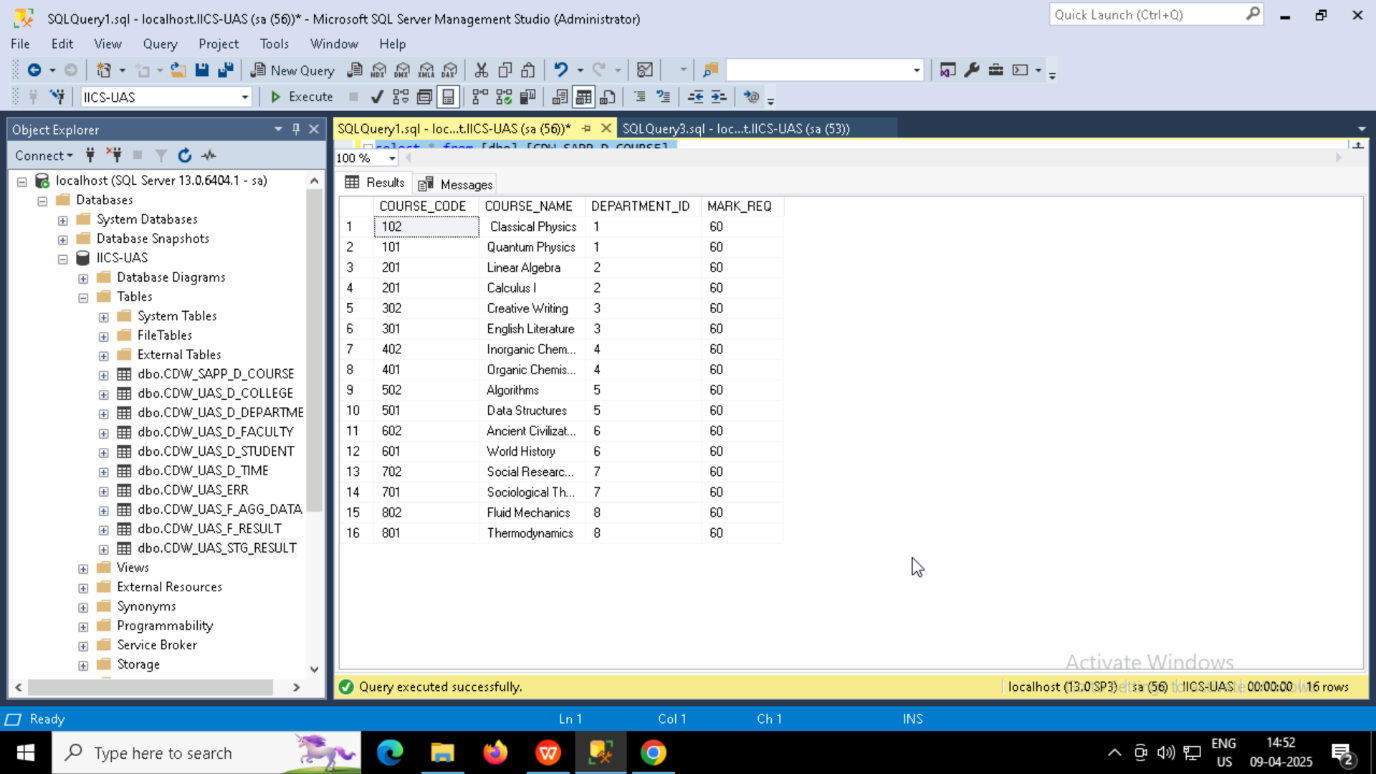 SQLQuery1.sql - localhost.IICS-UAS (sa (56))* - Microsoft SQL Server Management Studio (Administrator)
Quick Launch (Ctrl+Q)
File Edit View Query Project Tools Window Help
New Query MDX DMX XMLA DAX
IICS-UAS Execute
Object Explorer
SQLQuery1.sql - loc...t.IICS-UAS (sa (56))* SQLQuery3.sql - loc...t.IICS-UAS (sa (53))
Connect
select * from [dbo].[CDW_SAPP_D_COURSE]
100 %
Results Messages
localhost (SQL Server 13.0.6404.1 - sa)
Databases
System Databases
Database Snapshots
IICS-UAS
Database Diagrams
Tables
System Tables
FileTables
External Tables
dbo.CDW_SAPP_D_COURSE
dbo.CDW_UAS_D_COLLEGE
dbo.CDW_UAS_D_DEPARTME
dbo.CDW_UAS_D_FACULTY
dbo.CDW_UAS_D_STUDENT
dbo.CDW_UAS_D_TIME
dbo.CDW_UAS_ERR
dbo.CDW_UAS_F_AGG_DATA
dbo.CDW_UAS_F_RESULT
dbo.CDW_UAS_STG_RESULT
Views
External Resources
Synonyms
Programmability
Service Broker
Storage
COURSE_CODE COURSE_NAME DEPARTMENT_ID MARK_REQ
1 102 Classical Physics 1 60
2 101 Quantum Physics 1 60
3 201 Linear Algebra 2 60
4 201 Calculus I 2 60
5 302 Creative Writing 3 60
6 301 English Literature 3 60
7 402 Inorganic Chem... 4 60
8 401 Organic Chemis... 4 60
9 502 Algorithms 5 60
10 501 Data Structures 5 60
11 602 Ancient Civilizat... 6 60
12 601 World History 6 60
13 702 Social Researc... 7 60
14 701 Sociological Th... 7 60
15 802 Fluid Mechanics 8 60
16 801 Thermodynamics 8 60
Activate Windows
Query executed successfully.
localhost (13.0 SP3) sa (56) IICS-UAS 00:00:00 16 rows
Ready Ln 1 Col 1 Ch 1 INS
Type here to search
ENG
US
14:52
09-04-2025
2